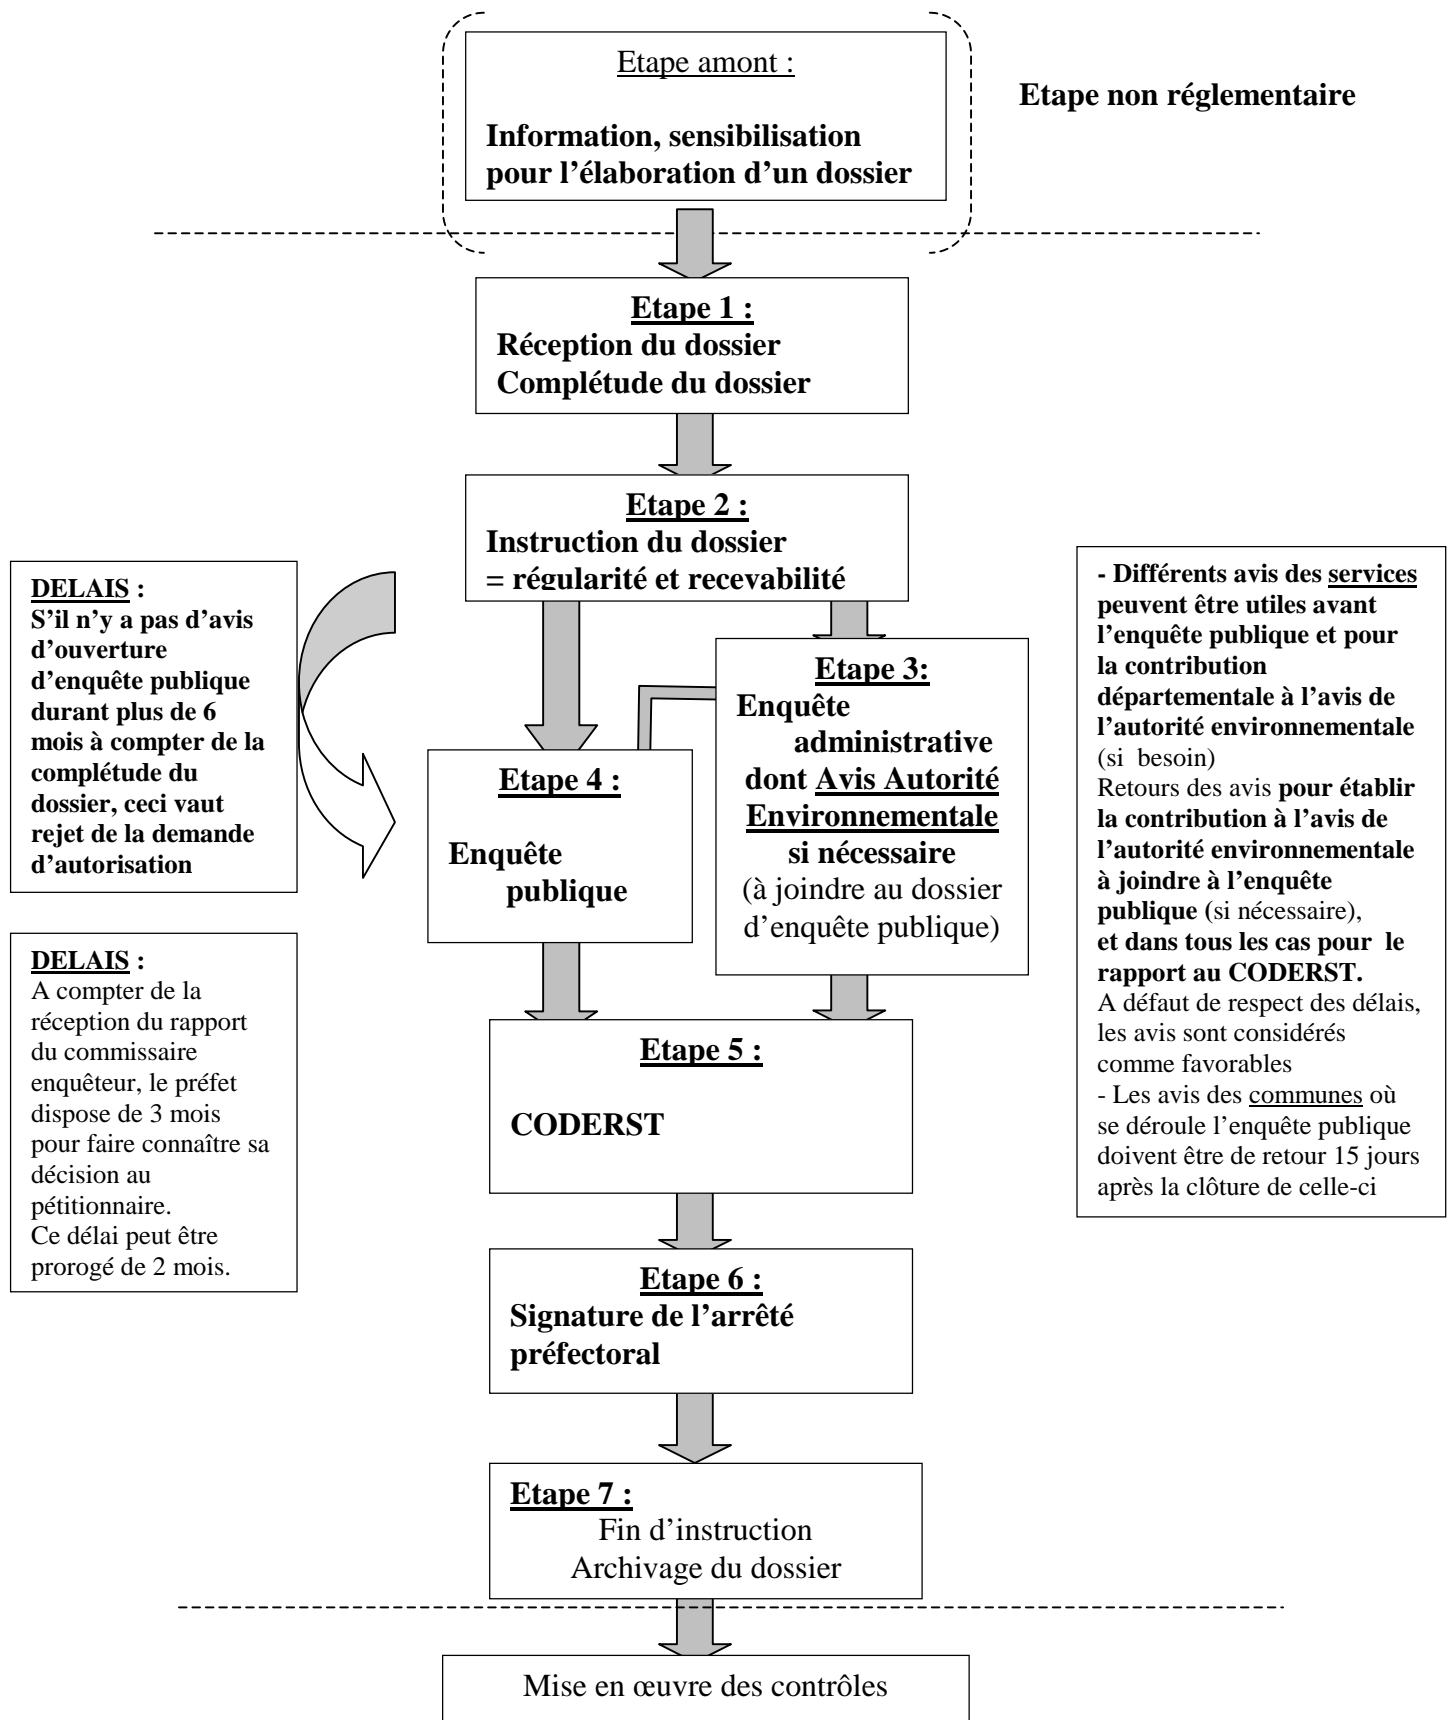 Etape amont :
Information, sensibilisation
pour l’élaboration d’un dossier
Etape non réglementaire
Etape 1 :
Réception du dossier
Complétude du dossier
Etape 2 :
Instruction du dossier
= régularité et recevabilité
DELAIS :
S’il n’y a pas d’avis
d’ouverture
d’enquête publique
durant plus de 6
mois à compter de la
complétude du
dossier, ceci vaut
rejet de la demande
d’autorisation
Etape 3:
Enquête
administrative
dont Avis Autorité
Environnementale
si nécessaire
(à joindre au dossier
d’enquête publique)
Etape 4 :
Enquête
publique
- Différents avis des services
peuvent être utiles avant
l’enquête publique et pour
la contribution
départementale à l’avis de
l’autorité environnementale
(si besoin)
Retours des avis pour établir
la contribution à l’avis de
l’autorité environnementale
à joindre à l’enquête
publique (si nécessaire),
et dans tous les cas pour le
rapport au CODERST.
A défaut de respect des délais,
les avis sont considérés
comme favorables
- Les avis des communes où
se déroule l’enquête publique
doivent être de retour 15 jours
après la clôture de celle-ci
DELAIS :
A compter de la
réception du rapport
du commissaire
enquêteur, le préfet
dispose de 3 mois
pour faire connaître sa
décision au
pétitionnaire.
Ce délai peut être
prorogé de 2 mois.
Etape 5 :
CODERST
Etape 6 :
Signature de l’arrêté
préfectoral
Etape 7 :
Fin d’instruction
Archivage du dossier
Mise en œuvre des contrôles